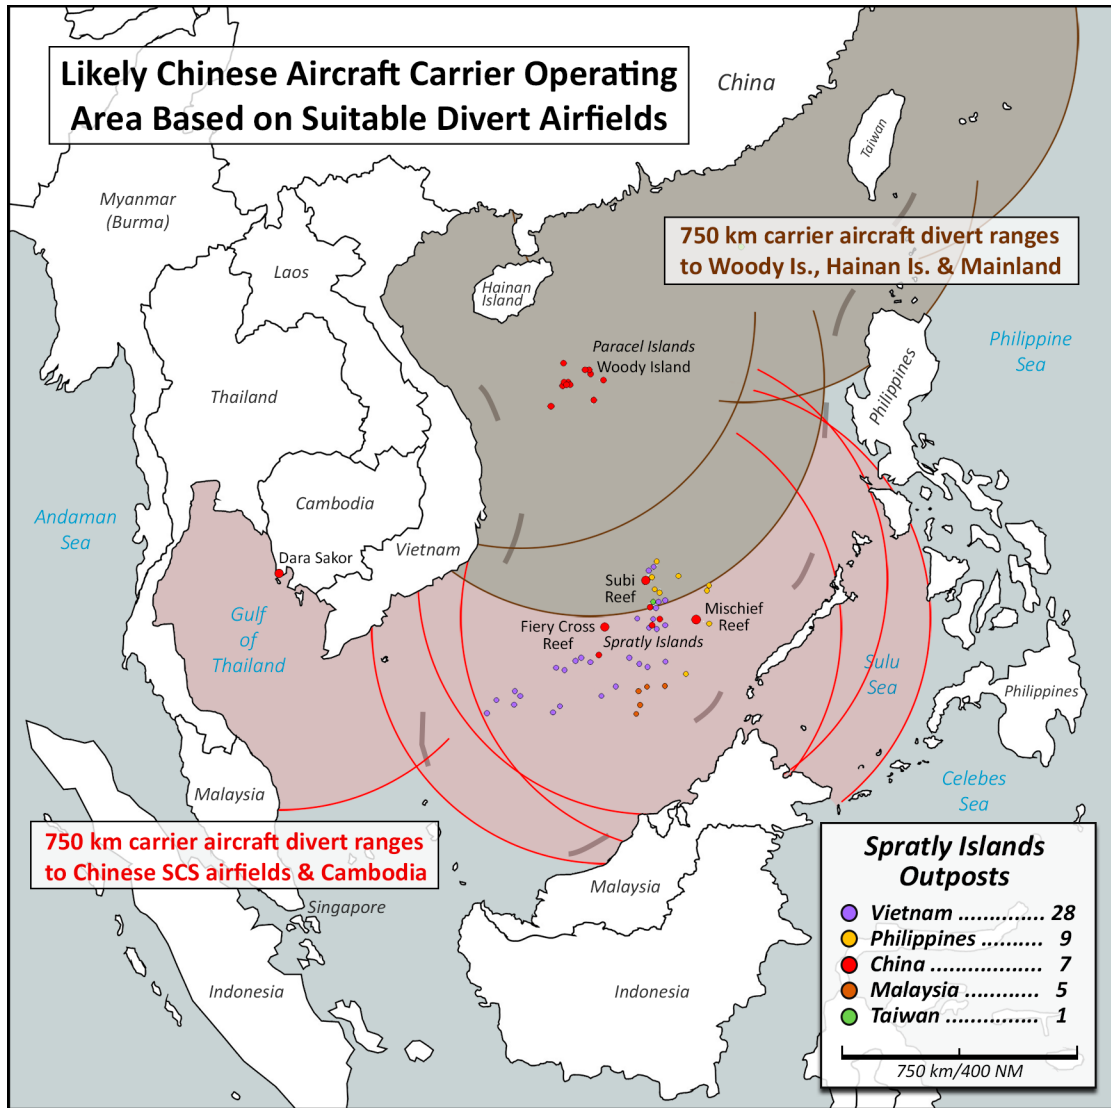 Likely Chinese Aircraft Carrier Operating
Area Based on Suitable Divert Airfields
China
Taiwan
Myanmar
(Burma)
Laos
Hainan
Island
750 km carrier aircraft divert ranges
to Woody Is., Hainan Is. & Mainland
Paracel Islands
Woody Island
Philippine
Sea
Thailand
Philippines
Cambodia
Andaman
Sea
Vietnam
Dara Sakor
Subi
Reef
Mischief
Reef
Fiery Cross
Reef
Spratly Islands
Gulf
of
Thailand
Sulu
Sea
Philippines
Malaysia
Celebes
Sea
750 km carrier aircraft divert ranges
to Chinese SCS airfields & Cambodia
Malaysia
Singapore
Indonesia
Indonesia
Spratly Islands
Outposts
Vietnam .............. 28
Philippines .......... 9
China ................... 7
Malaysia ............ 5
Taiwan ............... 1
750 km/400 NM